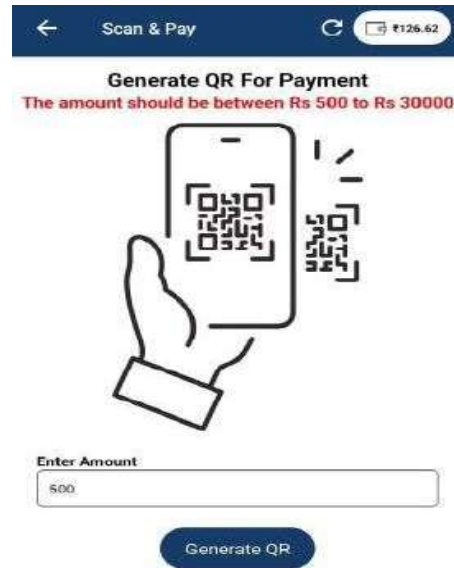 Scan & Pay ₹126.62
Generate QR For Payment
The amount should be between Rs 500 to Rs 30000
Enter Amount
500
Generate QR